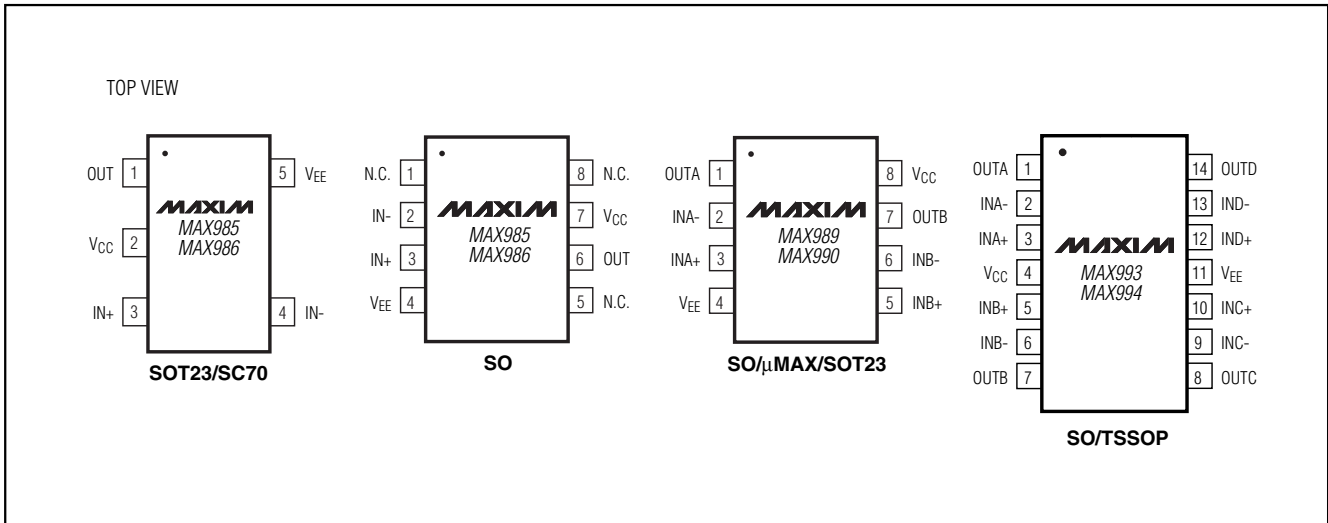 TOP VIEW
OUT 1
5 VEE
MAXIM
MAX985
MAX986
VCC 2
IN+ 3
4 IN-
SOT23/SC70
N.C. 1
8 N.C.
MAXIM
IN- 2
7 VCC
MAX985
MAX986
IN+ 3
6 OUT
VEE 4
5 N.C.
SO
OUTA 1
8 VCC
MAXIM
INA- 2
7 OUTB
MAX989
MAX990
INA+ 3
6 INB-
VEE 4
5 INB+
SO/μMAX/SOT23
OUTA 1
14 OUTD
INA- 2
13 IND-
INA+ 3
12 IND+
MAXIM
VCC 4
11 VEE
MAX993
MAX994
INB+ 5
10 INC+
INB- 6
9 INC-
OUTB 7
8 OUTC
SO/TSSOP